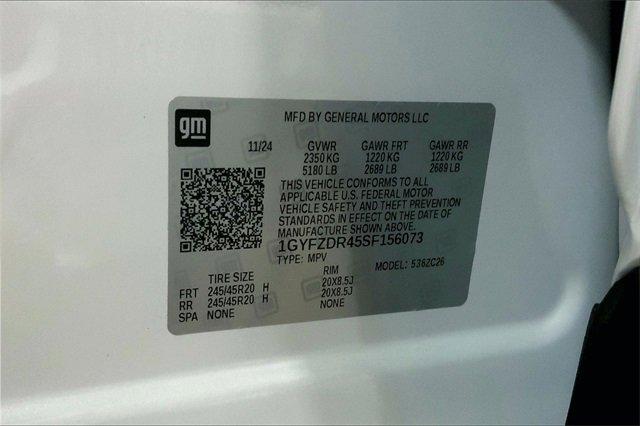 gm
MFD BY GENERAL MOTORS LLC
11/24 GVWR GAWR FRT GAWR RR
2350 KG 1220 KG 1220 KG
5180 LB 2689 LB 2689 LB
THIS VEHICLE CONFORMS TO ALL
APPLICABLE U.S. FEDERAL MOTOR
VEHICLE SAFETY AND THEFT PREVENTION
STANDARDS IN EFFECT ON THE DATE OF
MANUFACTURE SHOWN ABOVE.
1GYFZDR45SF156073
TYPE: MPV MODEL: 536ZC26
TIRE SIZE RIM
FRT 245/45R20 H 20X8.5J
RR 245/45R20 H 20X8.5J
SPA NONE NONE